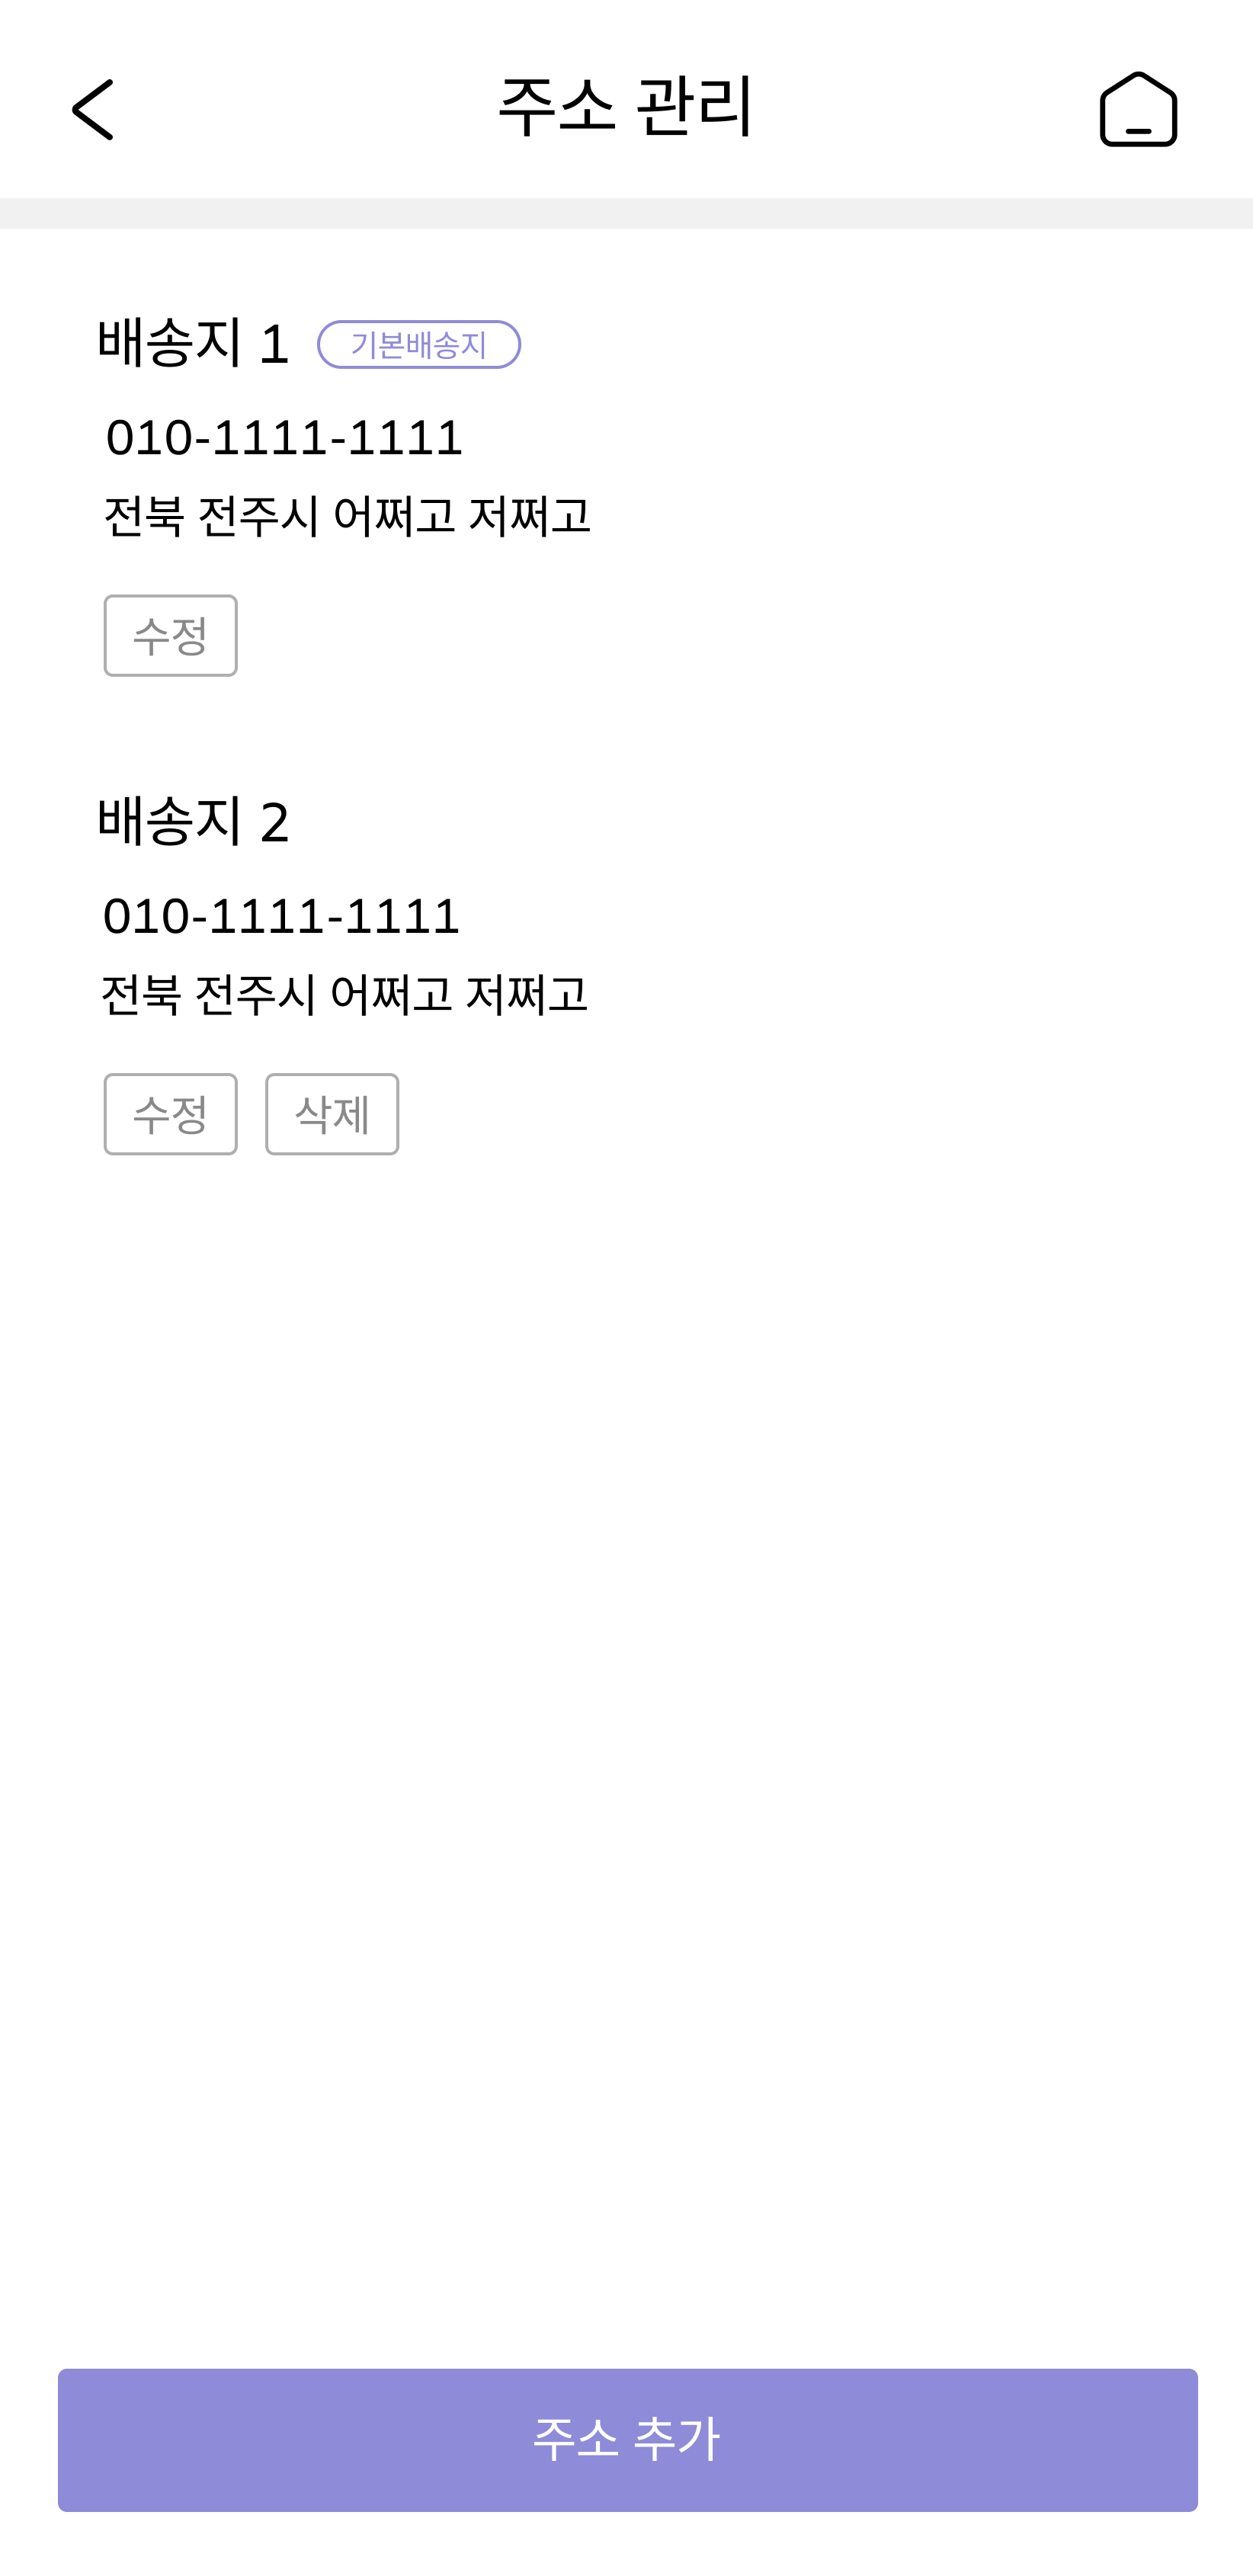 주소 관리
배송지 1 기본배송지
010-1111-1111
전북 전주시 어쩌고 저쩌고
수정
배송지 2
010-1111-1111
전북 전주시 어쩌고 저쩌고
수정 삭제
주소 추가